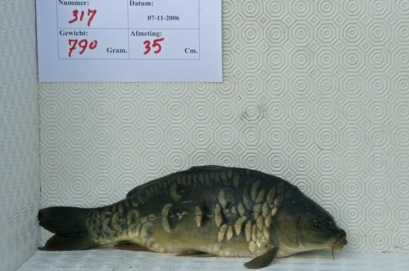 Nummer: Datum:
317 07-11-2006
Gewicht: Afmeting:
790 Gram. 35 Cm.